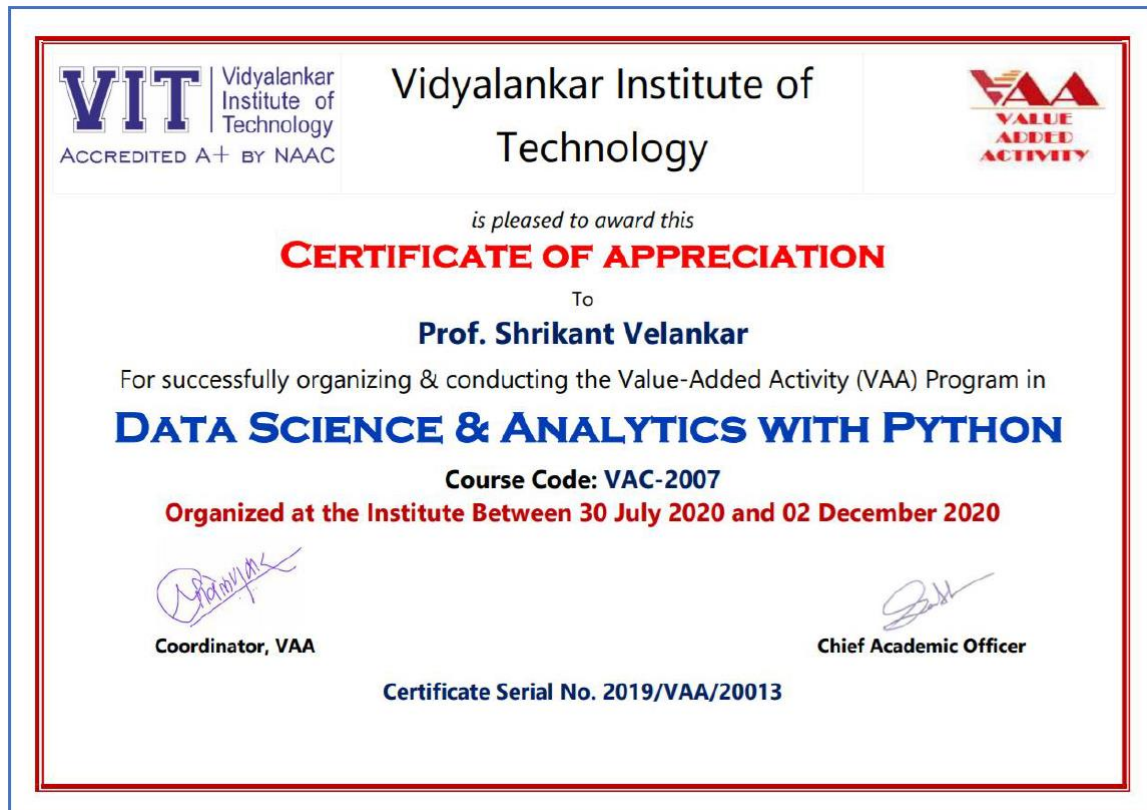 VIT
Vidyalankar
Institute of
Technology
ACCREDITED A+ BY NAAC
Vidyalankar Institute of
Technology
VAA
VALUE
ADDED
ACTIVITY
is pleased to award this
CERTIFICATE OF APPRECIATION
To
Prof. Shrikant Velankar
For successfully organizing & conducting the Value-Added Activity (VAA) Program in
DATA SCIENCE & ANALYTICS WITH PYTHON
Course Code: VAC-2007
Organized at the Institute Between 30 July 2020 and 02 December 2020
Coordinator, VAA
Chief Academic Officer
Certificate Serial No. 2019/VAA/20013